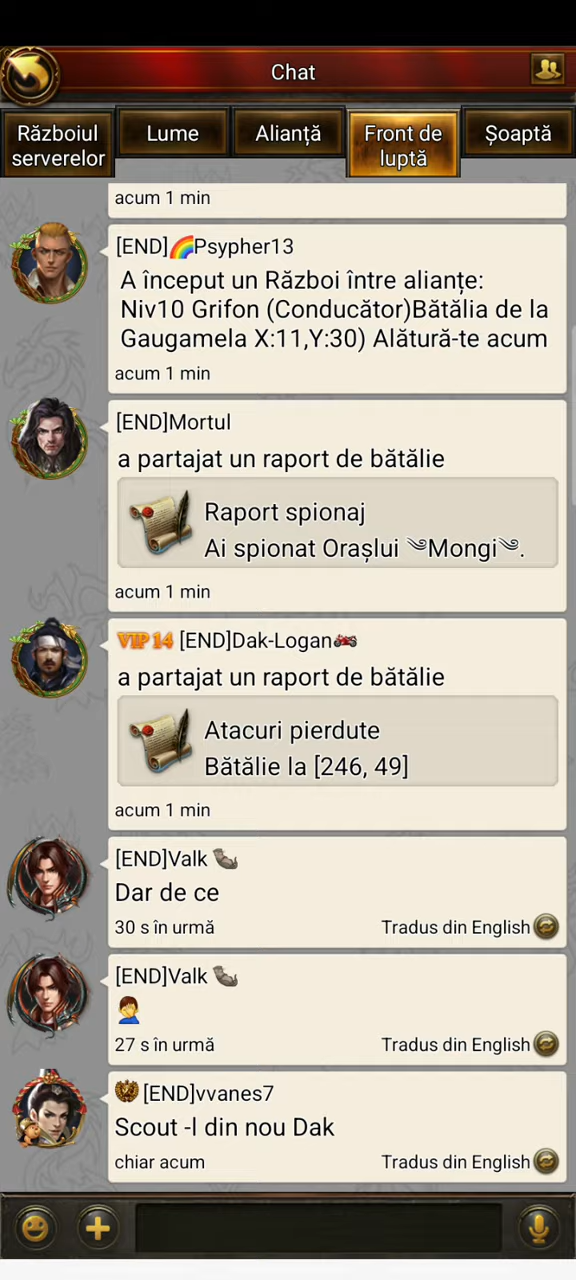 Chat
Războiul
serverelor
Lume
Alianță
Front de
luptă
Șoaptă
acum 1 min
[END]🌈Psypher13
A început un Război între alianțe:
Niv10 Grifon (Conducător)Bătălia de la
Gaugamela X:11,Y:30) Alătură-te acum
acum 1 min
[END]Mortul
a partajat un raport de bătălie
Raport spionaj
Ai spionat Orașlui ༄Mongi༄.
acum 1 min
VIP 14 [END]Dak-Logan🏍
a partajat un raport de bătălie
Atacuri pierdute
Bătălie la [246, 49]
acum 1 min
[END]Valk 🦦
Dar de ce
30 s în urmă
Tradus din English
[END]Valk 🦦
🤦‍♂️
27 s în urmă
Tradus din English
[END]vvanes7
Scout -l din nou Dak
chiar acum
Tradus din English